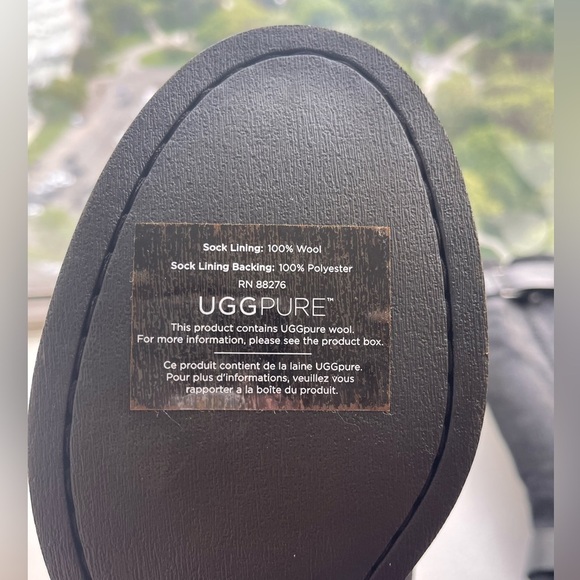 Sock Lining: 100% Wool
Sock Lining Backing: 100% Polyester
RN 88276
UGGPURE™
This product contains UGGpure wool.
For more information, please see the product box.
Ce produit contient de la laine UGGpure.
Pour plus d'informations, veuillez vous
rapporter a la boîte du produit.